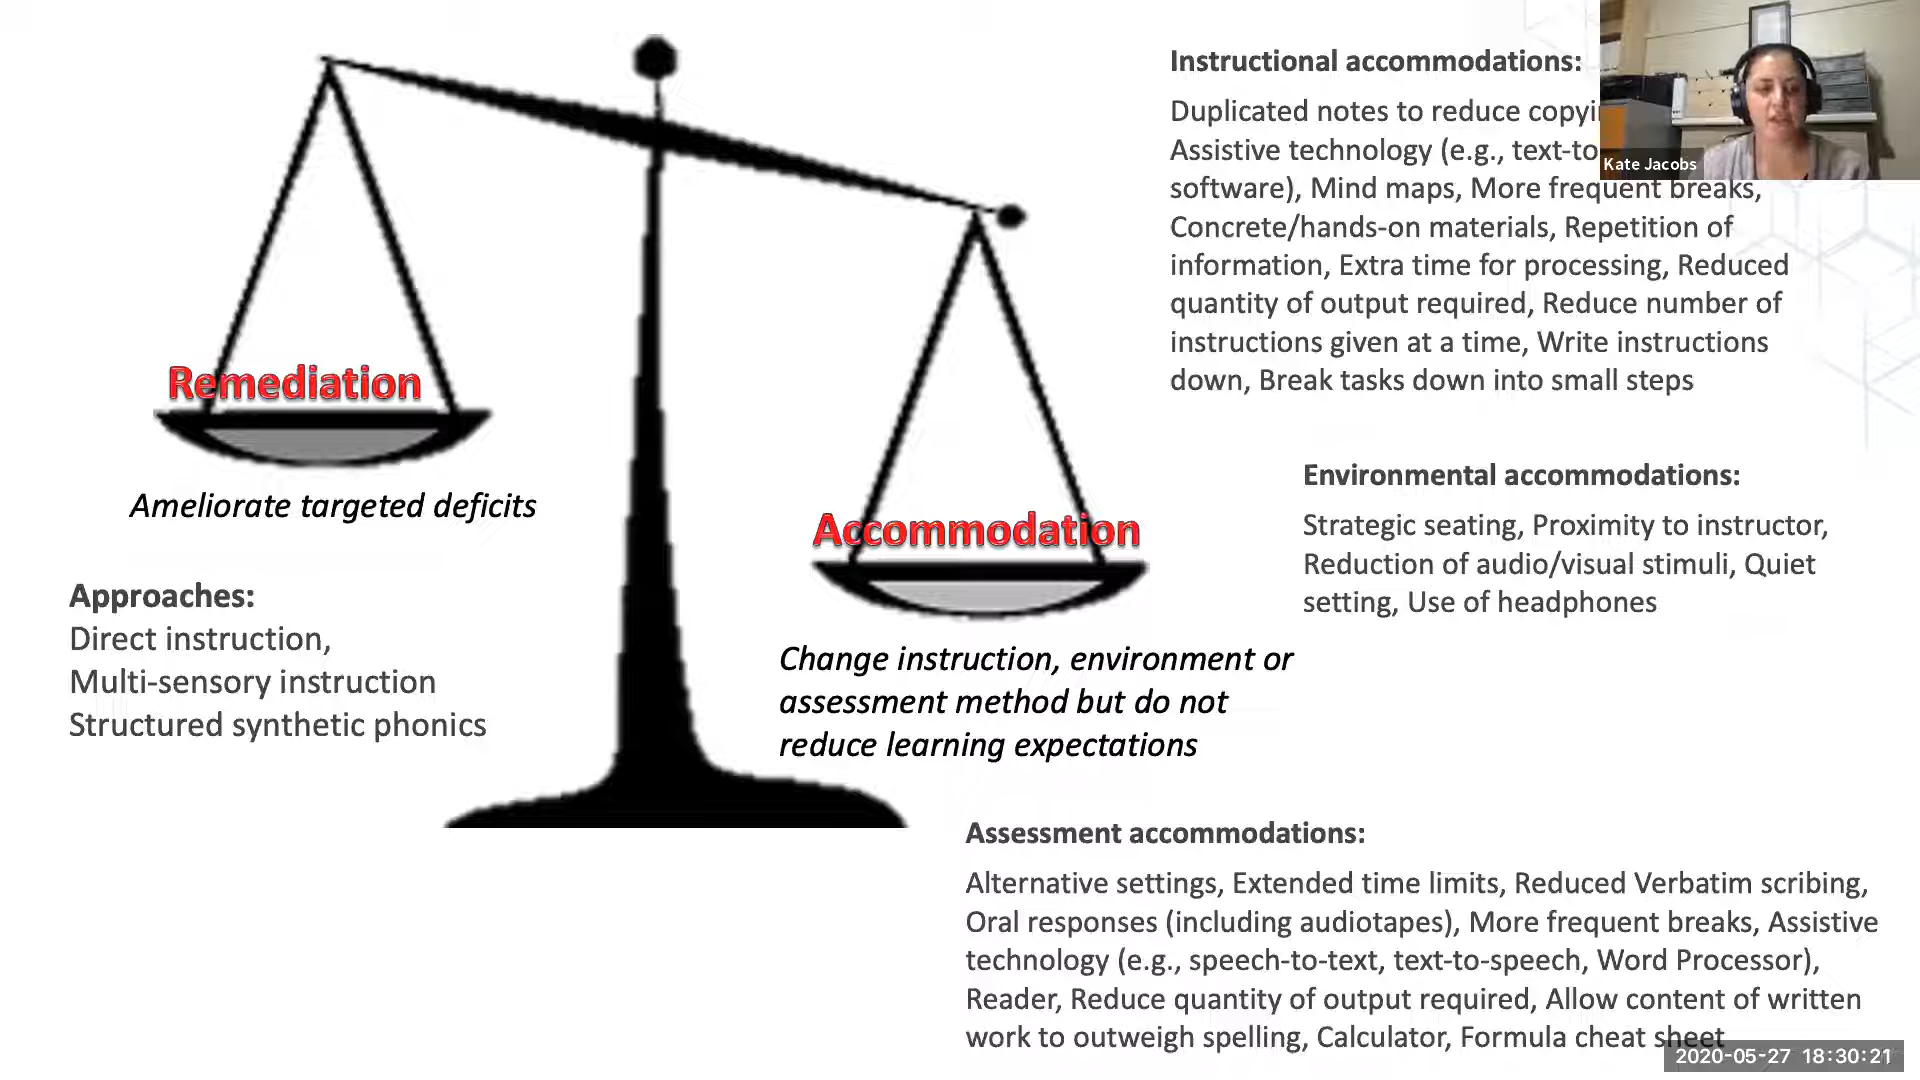 Instructional accommodations:
Duplicated notes to reduce
Assistive technology (e.g.,
software), Mind maps, More frequent breaks,
Concrete/hands-on materials, Repetition of
information, Extra time for processing, Reduced
quantity of output required, Reduce number of
instructions given at a time, Write instructions
down, Break tasks down into small steps
Kate Jacobs
Remediation
Ameliorate targeted deficits
Approaches:
Direct instruction,
Multi-sensory instruction
Structured synthetic phonics
Accommodation
Change instruction, environment or
assessment method but do not
reduce learning expectations
Environmental accommodations:
Strategic seating, Proximity to instructor,
Reduction of audio/visual stimuli, Quiet
setting, Use of headphones
Assessment accommodations:
Alternative settings, Extended time limits, Reduced Verbatim scribing,
Oral responses (including audiotapes), More frequent breaks, Assistive
technology (e.g., speech-to-text, text-to-speech, Word Processor),
Reader, Reduce quantity of output required, Allow content of written
work to outweigh spelling, Calculator, Formula cheat sheet
2020-05-27 18:30:21